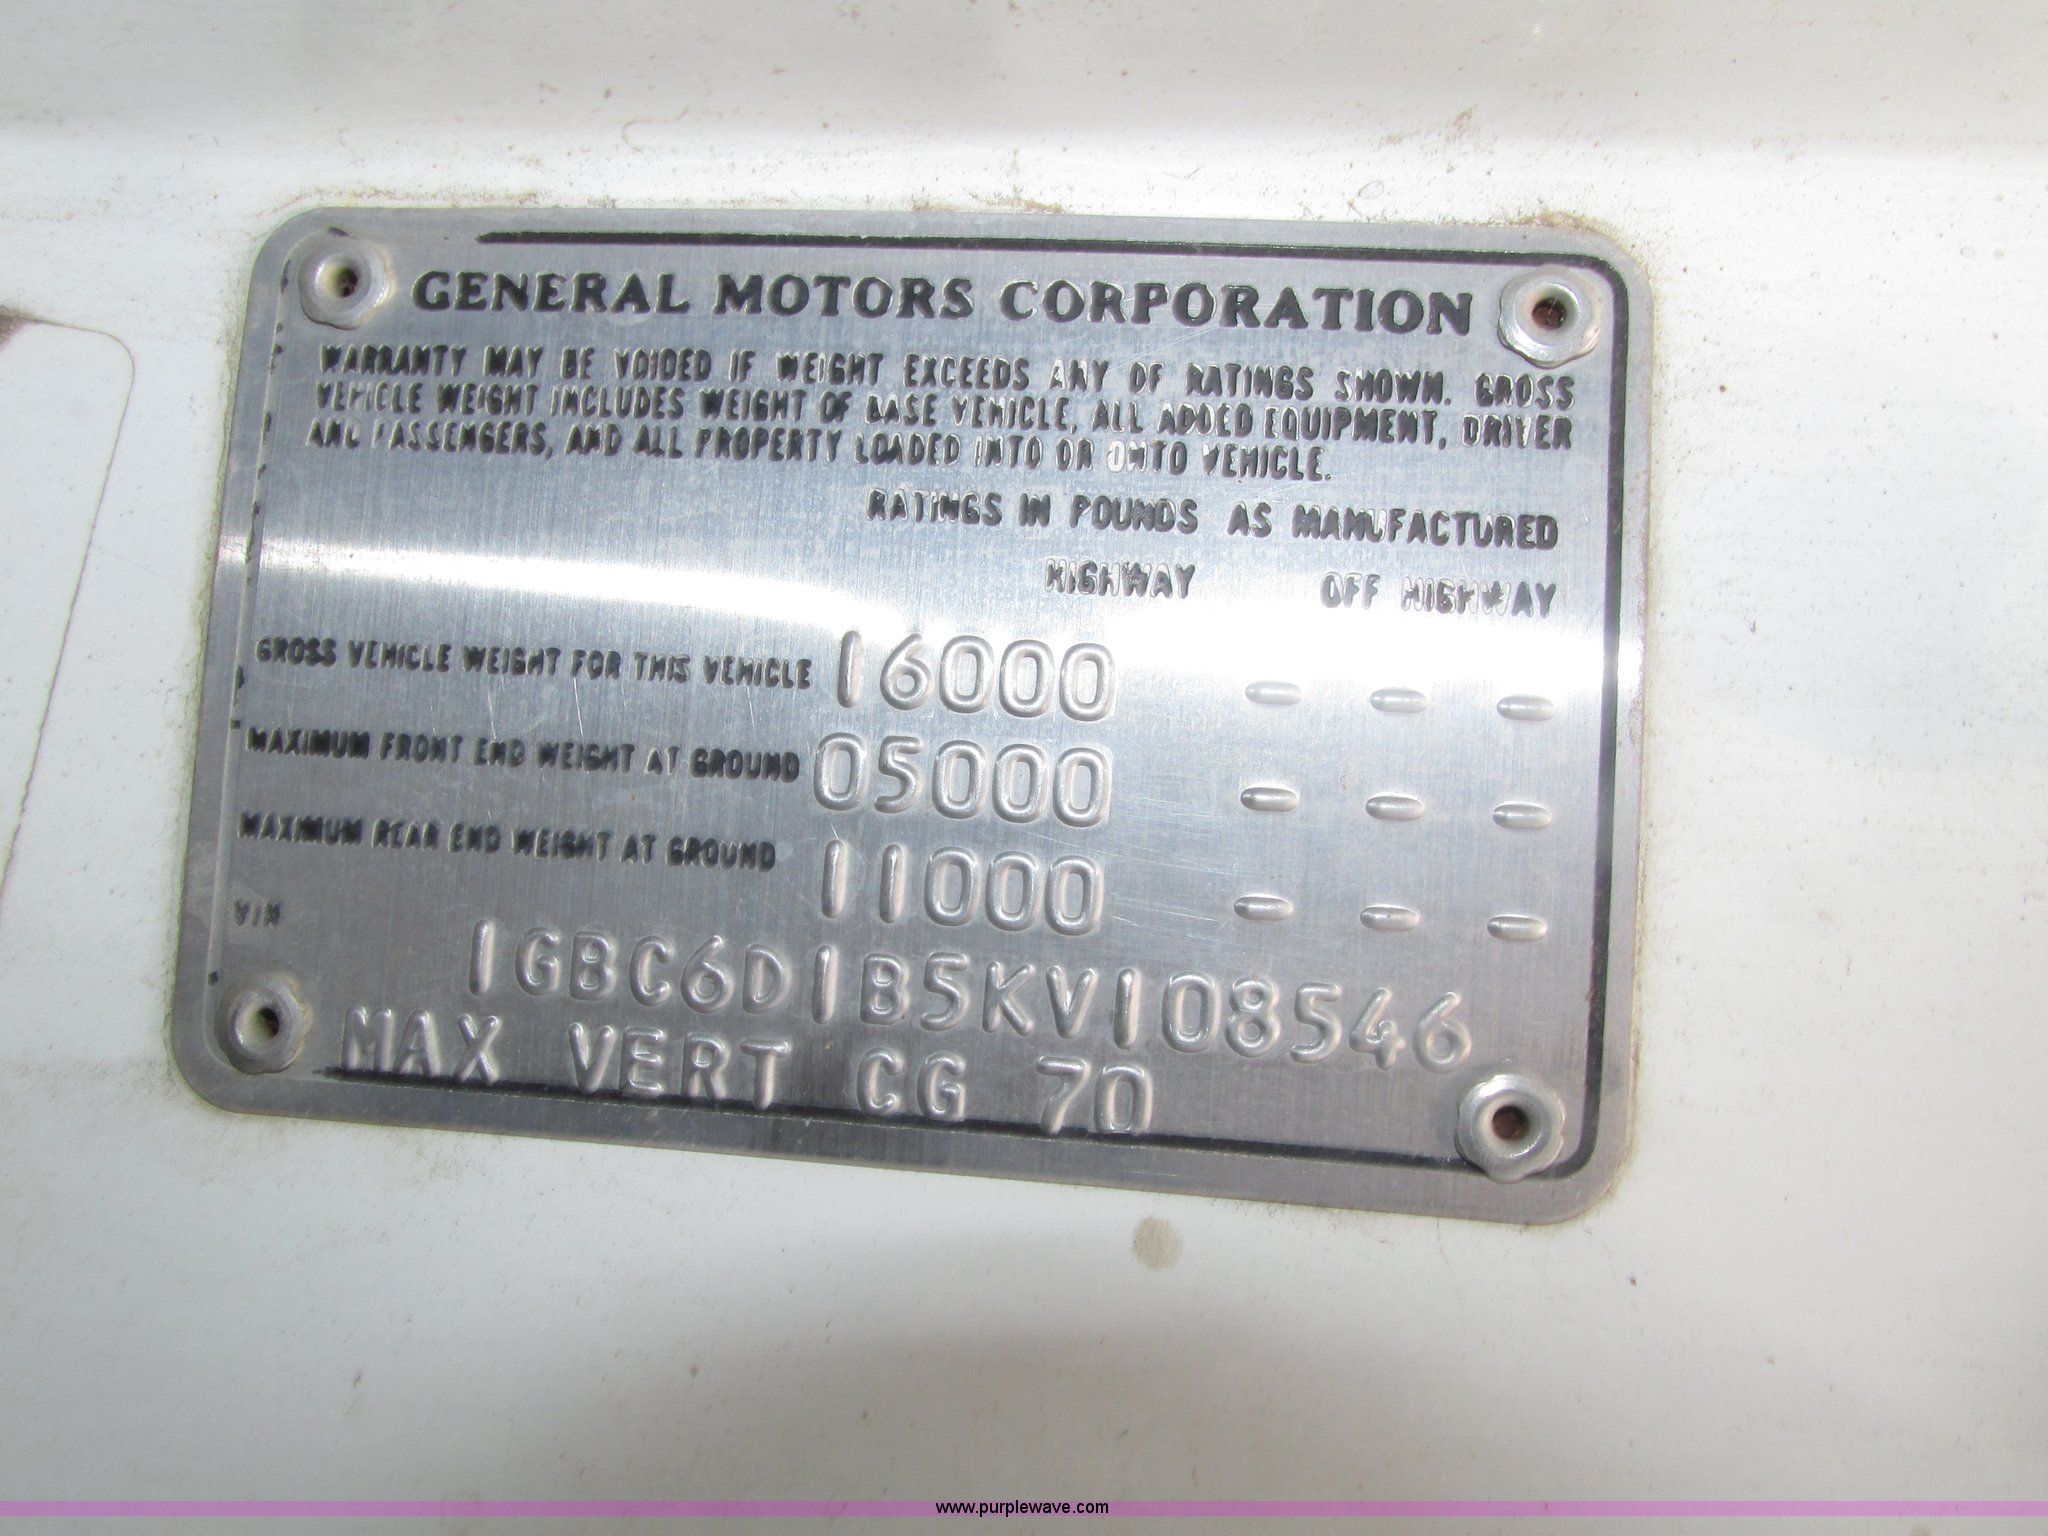 GENERAL MOTORS CORPORATION
WARRANTY MAY BE VOIDED IF WEIGHT EXCEEDS ANY OF RATINGS SHOWN. GROSS
VEHICLE WEIGHT INCLUDES WEIGHT OF BASE VEHICLE, ALL ADDED EQUIPMENT, DRIVER
AND PASSENGERS, AND ALL PROPERTY LOADED INTO OR ONTO VEHICLE.
RATINGS IN POUNDS AS MANUFACTURED
HIGHWAY OFF HIGHWAY
GROSS VEHICLE WEIGHT FOR THIS VEHICLE 16000 - - -
MAXIMUM FRONT END WEIGHT AT GROUND 05000 - - -
MAXIMUM REAR END WEIGHT AT GROUND 11000 - - -
VIN 1GBC6D1B5KV108546
MAX VERT CG 70
www.purplewave.com